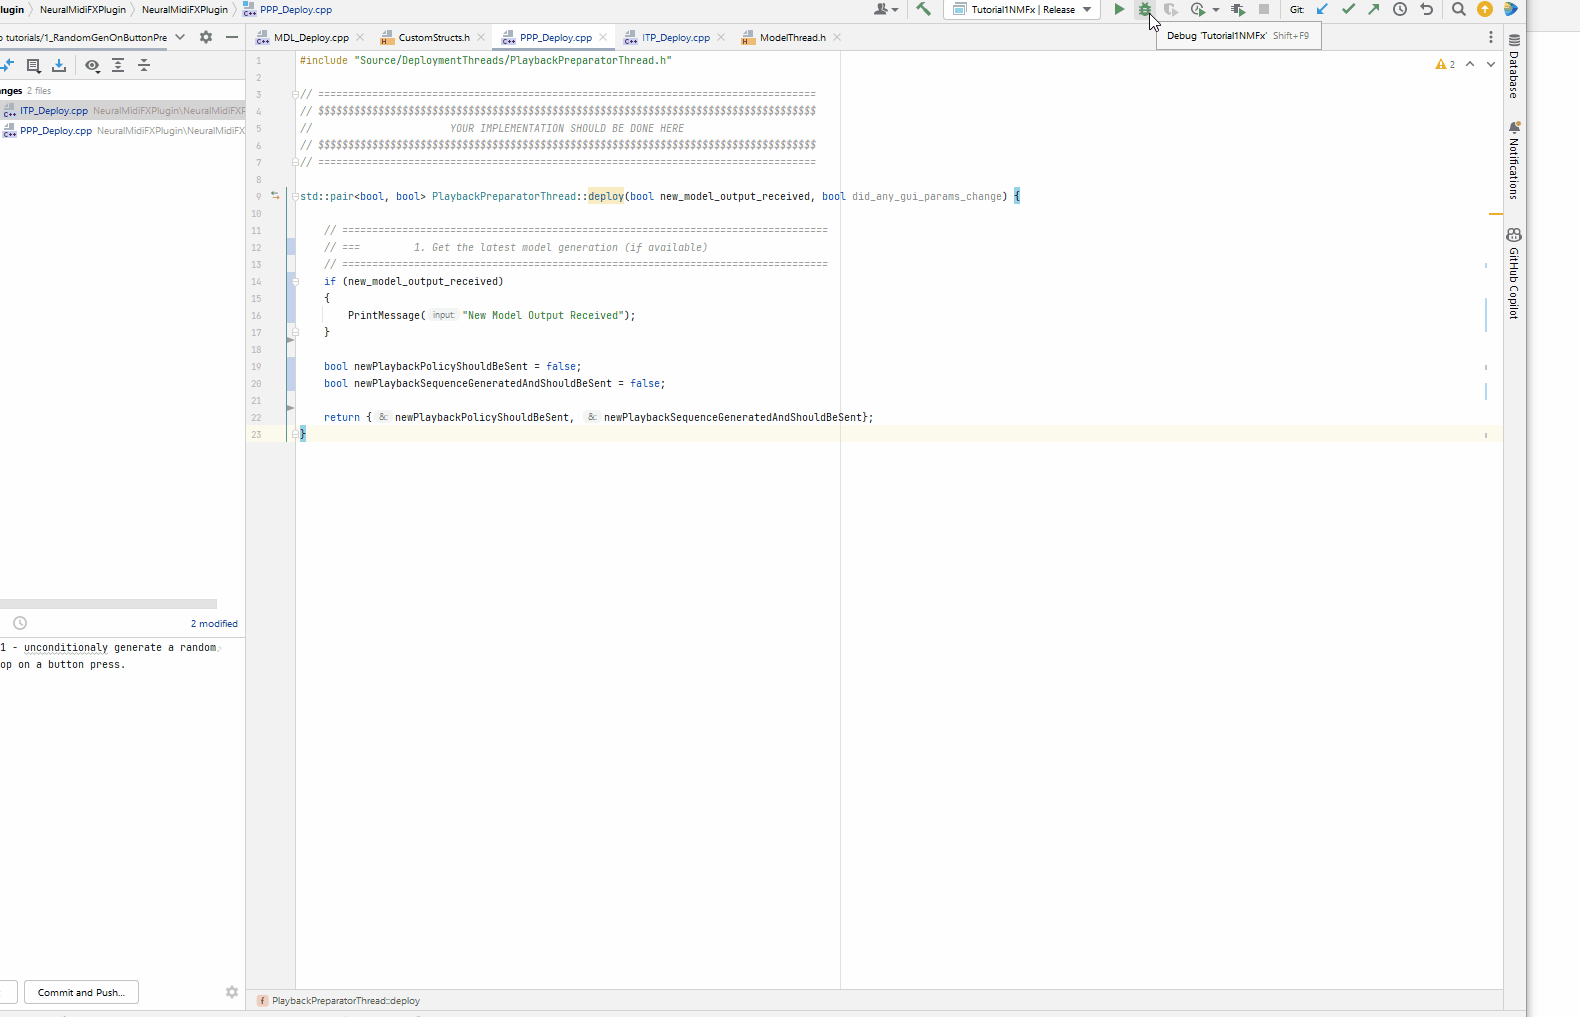 lugin NeuralMidiFXPlugin NeuralMidiFXPlugin PPP_Deploy.cpp Tutorial1NMFx | Release Git:
Debug 'Tutorial1NMFx' Shift+F9
o tutorials/1_RandomGenOnButtonPre MDL_Deploy.cpp CustomStructs.h PPP_Deploy.cpp ITP_Deploy.cpp ModelThread.h
2
nges 2 files
ITP_Deploy.cpp NeuralMidiFXPlugin\NeuralMidiFXP
PPP_Deploy.cpp NeuralMidiFXPlugin\NeuralMidiFX
2 modified
1 - unconditionaly generate a random
op on a button press.
Commit and Push...
1 #include "Source/DeploymentThreads/PlaybackPreparatorThread.h"
2
3 // ===================================================================================
4 // $$$$$$$$$$$$$$$$$$$$$$$$$$$$$$$$$$$$$$$$$$$$$$$$$$$$$$$$$$$$$$$$$$$$$$$$$$$$$$$$$$$
5 // YOUR IMPLEMENTATION SHOULD BE DONE HERE
6 // $$$$$$$$$$$$$$$$$$$$$$$$$$$$$$$$$$$$$$$$$$$$$$$$$$$$$$$$$$$$$$$$$$$$$$$$$$$$$$$$$$$
7 // ===================================================================================
8
9 std::pair<bool, bool> PlaybackPreparatorThread::deploy(bool new_model_output_received, bool did_any_gui_params_change) {
10
11 // =================================================================================
12 // === 1. Get the latest model generation (if available)
13 // =================================================================================
14 if (new_model_output_received)
15 {
16 PrintMessage( input: "New Model Output Received");
17 }
18
19 bool newPlaybackPolicyShouldBeSent = false;
20 bool newPlaybackSequenceGeneratedAndShouldBeSent = false;
21
22 return { &: newPlaybackPolicyShouldBeSent, &: newPlaybackSequenceGeneratedAndShouldBeSent};
23 }
f PlaybackPreparatorThread::deploy
Database
Notifications
GitHub Copilot